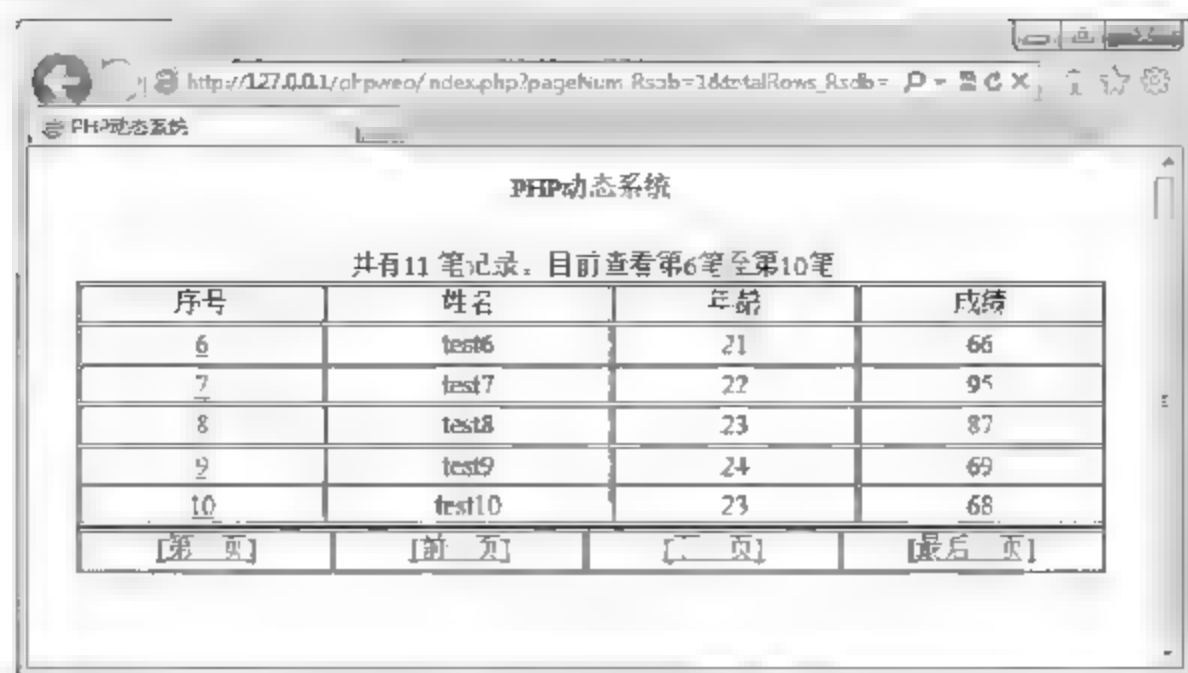 http://127.0.0.1/phpweb/index.php?pageNum_Rsdb=1&totalRows_Rsdb=
PHP动态系统
PHP动态系统
共有11 笔记录，目前查看第6笔至第10笔
序号 姓名 年龄 成绩
6 test6 21 66
7 test7 22 95
8 test8 23 87
9 test9 24 69
10 test10 23 68
[第一页] [前一页] [下一页] [最后一页]